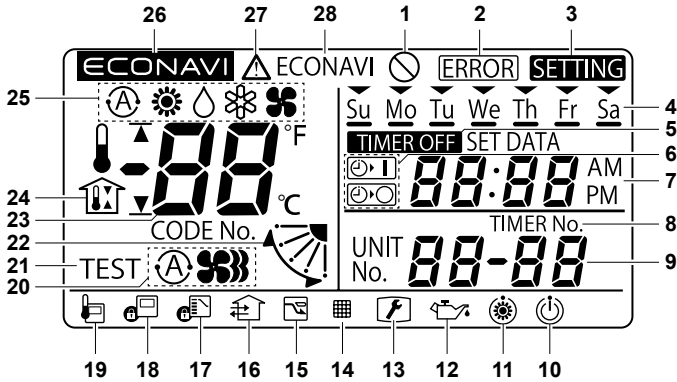 26 27 28 1 2 3
ECONAVI ECONAVI ERROR SETTING
25 A Su Mo Tu We Th Fr Sa 4
TIMER OFF SET DATA 5
°F 6
88 88:88 AM
PM 7
24
23 °C
22 CODE No. TIMER No. 8
UNIT
No. 88-88 9
21 TEST A
20
19 18 17 16 15 14 13 12 11 10